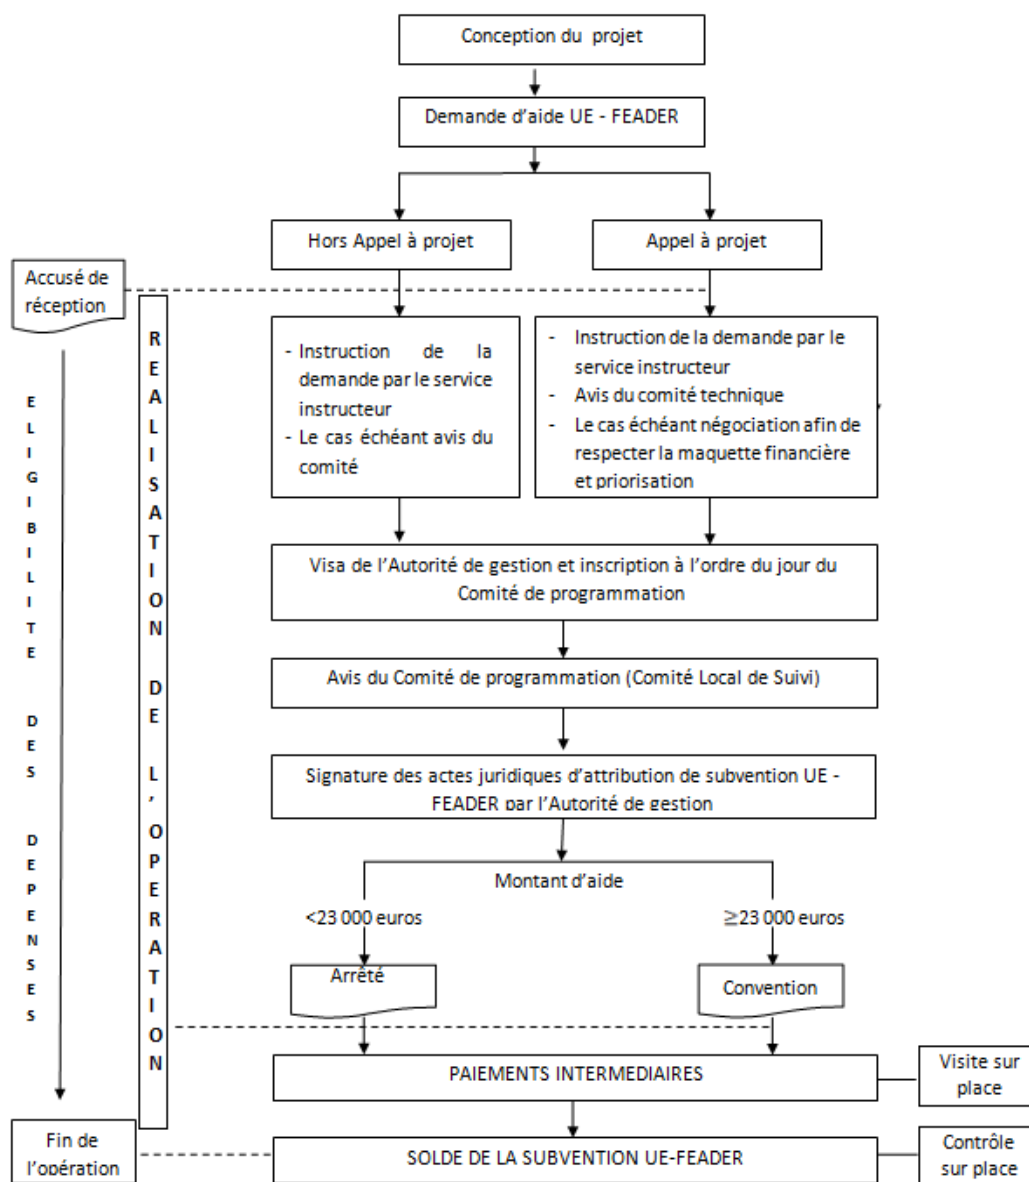 Conception du projet
Demande d'aide UE - FEADER
Hors Appel à projet
Appel à projet
Accusé de
réception
- Instruction de la
demande par le service
instructeur
- Le cas échéant avis du
comité
- Instruction de la demande par le
service instructeur
- Avis du comité technique
- Le cas échéant négociation afin de
respecter la maquette financière
et priorisation
ELIGIBILITE DES DEPENSES
REALISATION DE L'OPERATION
Visa de l'Autorité de gestion et inscription à l'ordre du jour du
Comité de programmation
Avis du Comité de programmation (Comité Local de Suivi)
Signature des actes juridiques d'attribution de subvention UE -
FEADER par l'Autorité de gestion
Montant d'aide
<23 000 euros
≧23 000 euros
Arrêté
Convention
PAIEMENTS INTERMEDIAIRES
Visite sur
place
Fin de
l'opération
SOLDE DE LA SUBVENTION UE-FEADER
Contrôle
sur place